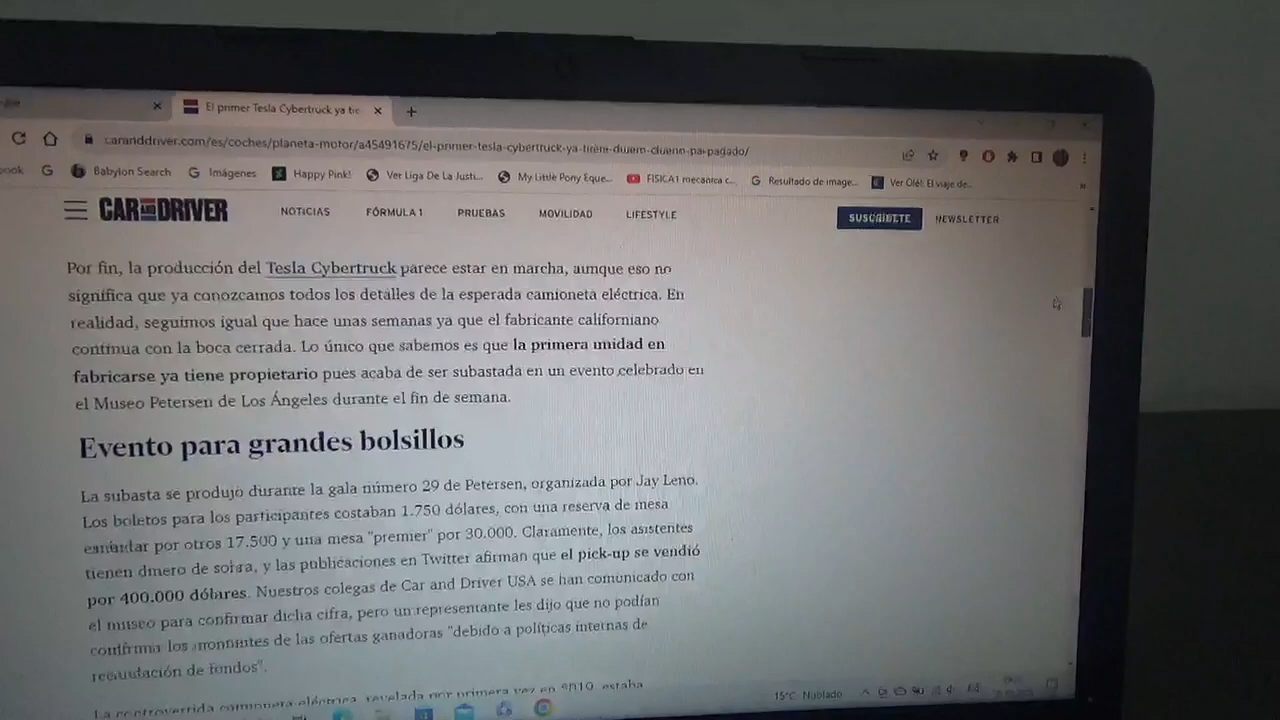 El primer Tesla Cybertruck ya tie
caranddriver.com/es/coches/planeta-motor/a45491675/el-primer-tesla-cybertruck-ya-tiene-dueno-pagado/
Babylon Search Imágenes Happy Pink! Ver Liga De La Justi... My Little Pony Eque... FISICA1 mecanica c... Resultado de image... Ver Olé! El viaje de...
CAR AND DRIVER NOTICIAS FÓRMULA 1 PRUEBAS MOVILIDAD LIFESTYLE SUSCRÍBETE NEWSLETTER
Por fin, la producción del Tesla Cybertruck parece estar en marcha, aunque eso no
significa que ya conozcamos todos los detalles de la esperada camioneta eléctrica. En
realidad, seguimos igual que hace unas semanas ya que el fabricante californiano
continua con la boca cerrada. Lo único que sabemos es que la primera unidad en
fabricarse ya tiene propietario pues acaba de ser subastada en un evento celebrado en
el Museo Petersen de Los Ángeles durante el fin de semana.
Evento para grandes bolsillos
La subasta se produjo durante la gala número 29 de Petersen, organizada por Jay Leno.
Los boletos para los participantes costaban 1.750 dólares, con una reserva de mesa
estándar por otros 17.500 y una mesa "premier" por 30.000. Claramente, los asistentes
tienen dinero de sobra, y las publicaciones en Twitter afirman que el pick-up se vendió
por 400.000 dólares. Nuestros colegas de Car and Driver USA se han comunicado con
el museo para confirmar dicha cifra, pero un representante les dijo que no podían
confirma los montantes de las ofertas ganadoras "debido a políticas internas de
recaudación de fondos".
La controvertida camioneta eléctrica, revelada por primera vez en 2019, estaba
15°C Nublado